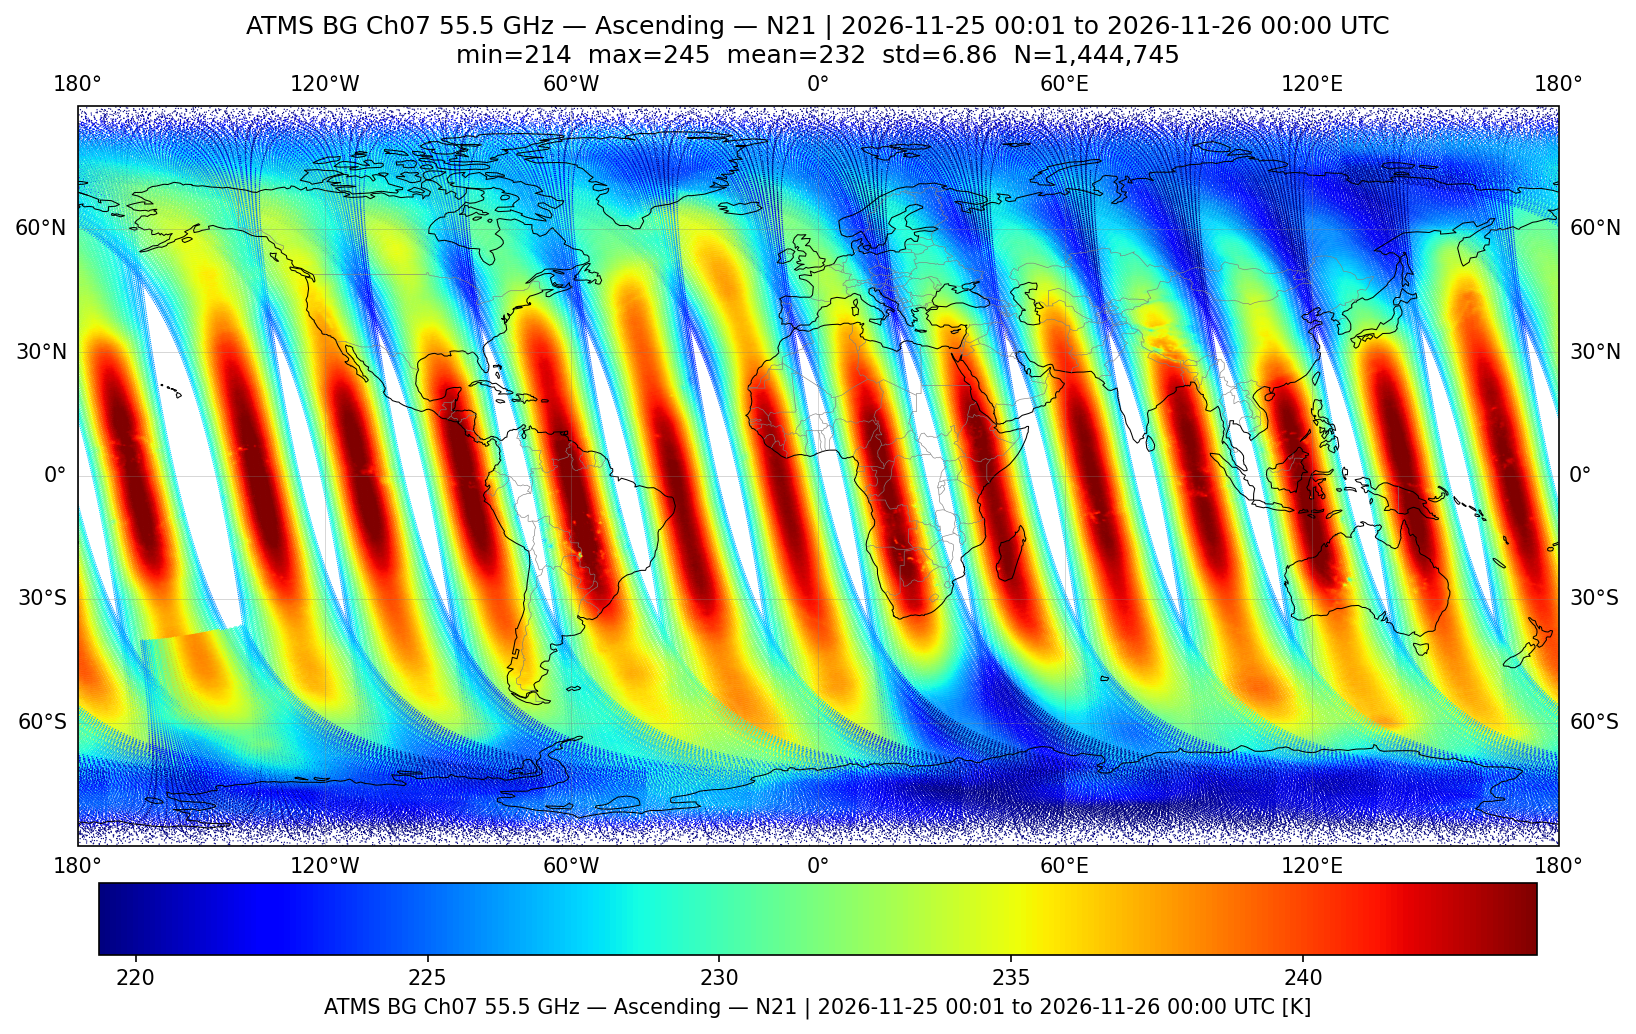 ATMS BG Ch07 55.5 GHz — Ascending — N21 | 2026-11-25 00:01 to 2026-11-26 00:00 UTC
min=214 max=245 mean=232 std=6.86 N=1,444,745
180° 120°W 60°W 0° 60°E 120°E 180°
60°N 60°N
30°N 30°N
0° 0°
30°S 30°S
60°S 60°S
180° 120°W 60°W 0° 60°E 120°E 180°
220 225 230 235 240
ATMS BG Ch07 55.5 GHz — Ascending — N21 | 2026-11-25 00:01 to 2026-11-26 00:00 UTC [K]